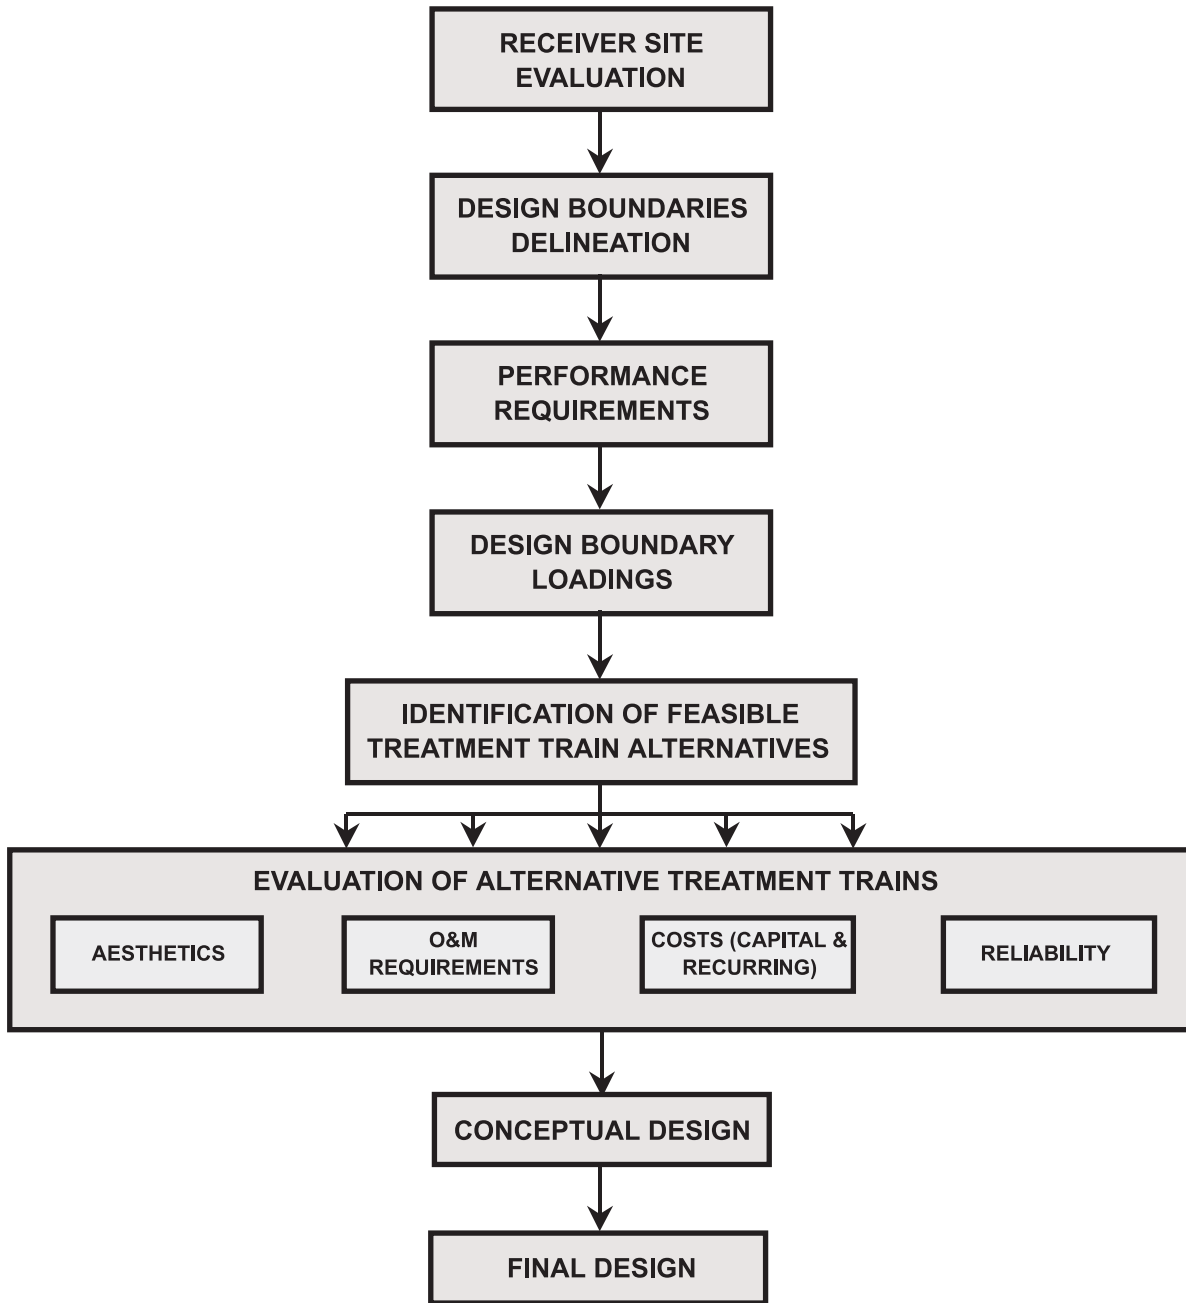 RECEIVER SITE
EVALUATION
DESIGN BOUNDARIES
DELINEATION
PERFORMANCE
REQUIREMENTS
DESIGN BOUNDARY
LOADINGS
IDENTIFICATION OF FEASIBLE
TREATMENT TRAIN ALTERNATIVES
EVALUATION OF ALTERNATIVE TREATMENT TRAINS
AESTHETICS
O&M
REQUIREMENTS
COSTS (CAPITAL &
RECURRING)
RELIABILITY
CONCEPTUAL DESIGN
FINAL DESIGN